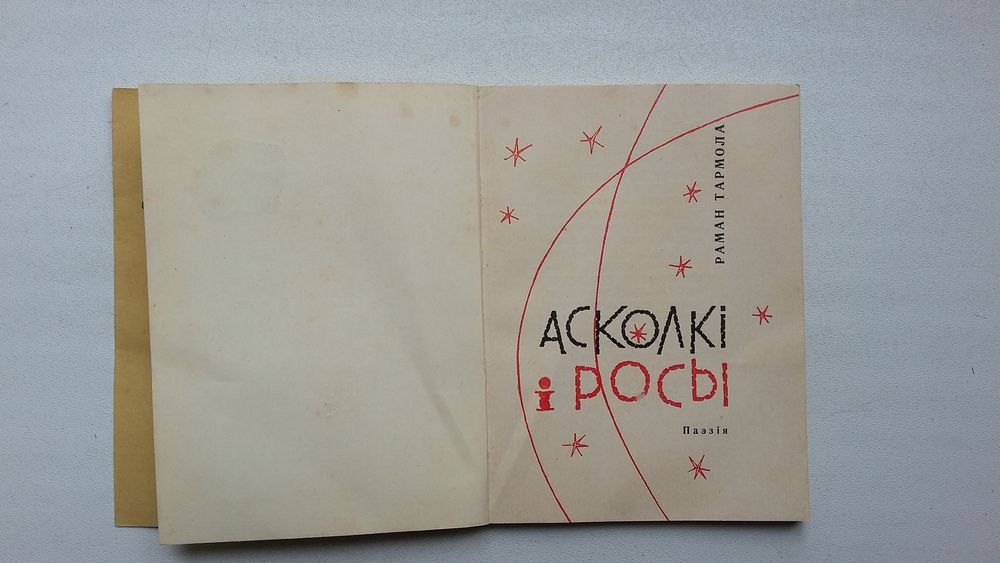 РАМАН ТАРМОЛА
АСКОЛКІ
і РОСЫ
Паэзія